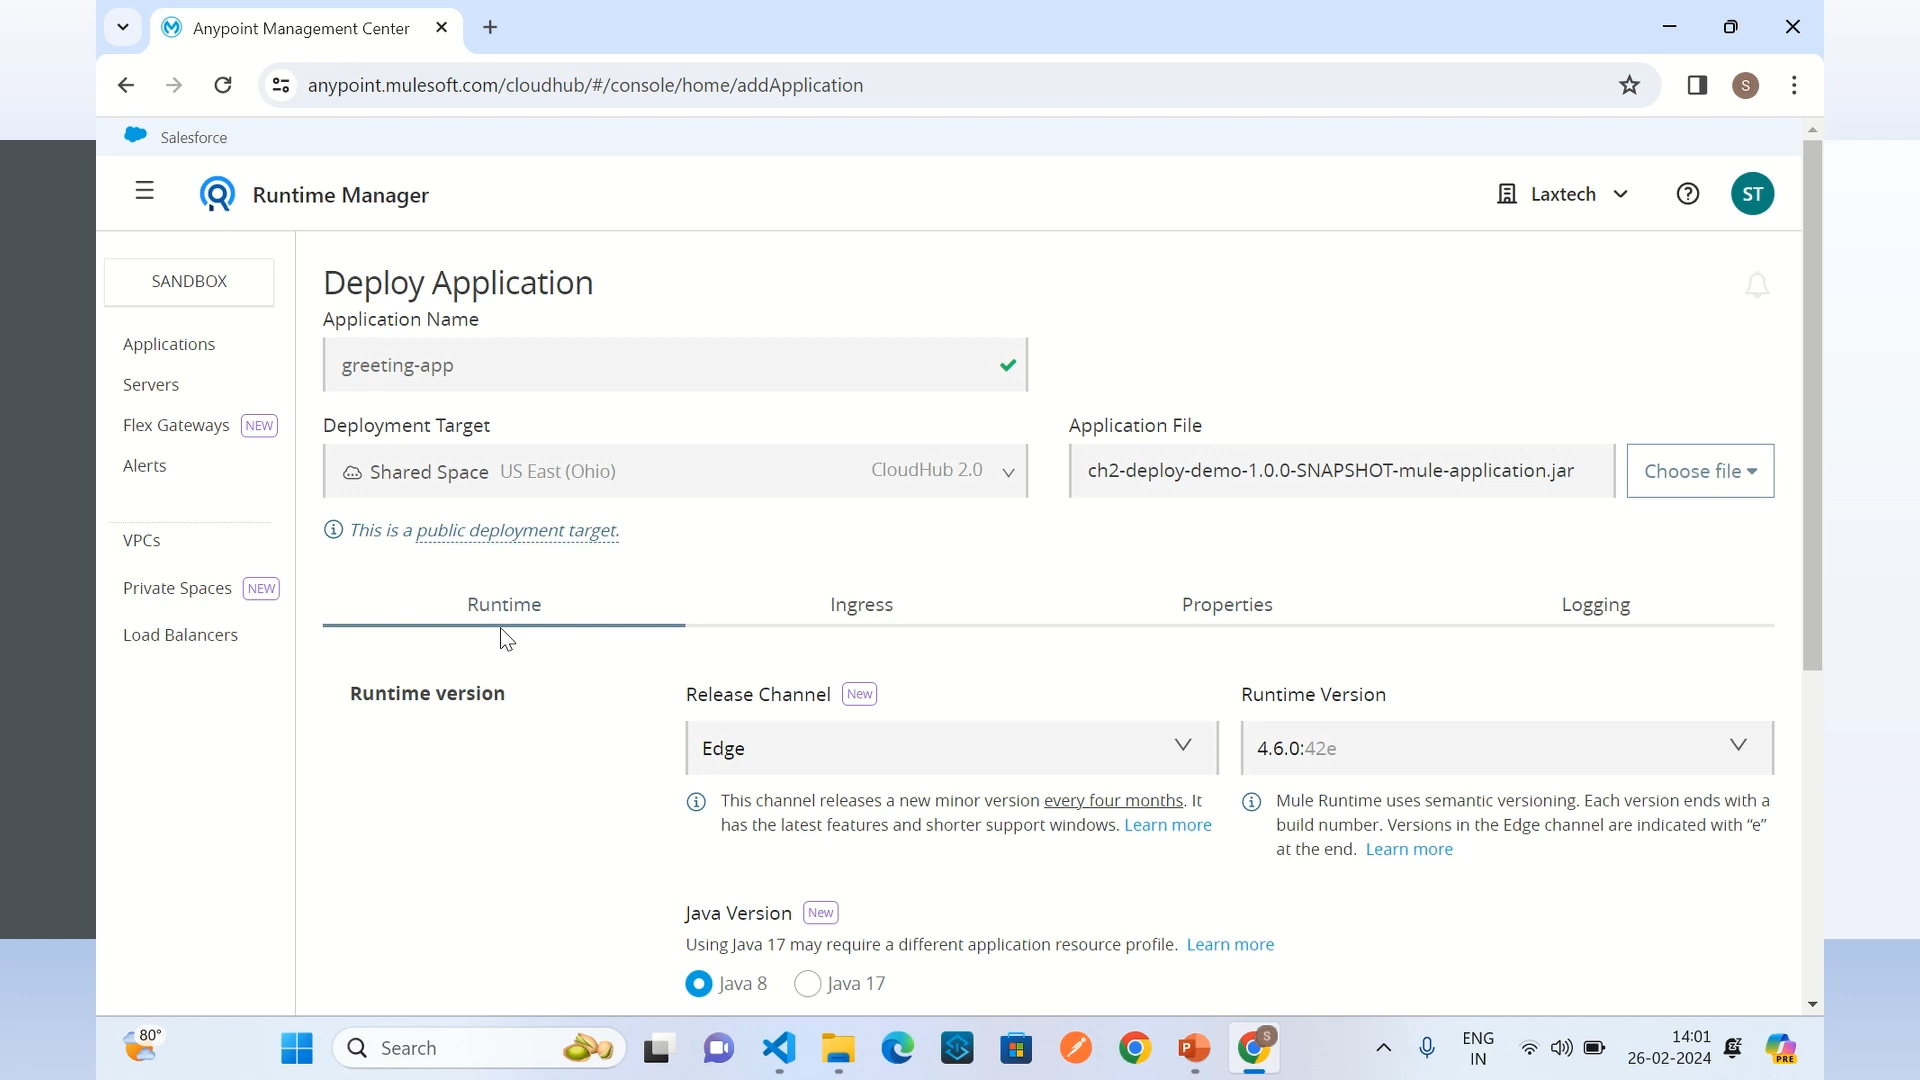 Anypoint Management Center
anypoint.mulesoft.com/cloudhub/#/console/home/addApplication
S
Salesforce
Runtime Manager
Laxtech
ST
SANDBOX
Applications
Servers
Flex Gateways NEW
Alerts
VPCs
Private Spaces NEW
Load Balancers
Deploy Application
Application Name
greeting-app
Deployment Target
Shared Space US East (Ohio) CloudHub 2.0
Application File
ch2-deploy-demo-1.0.0-SNAPSHOT-mule-application.jar
Choose file
This is a public deployment target.
Runtime Ingress Properties Logging
Runtime version
Release Channel New
Edge
This channel releases a new minor version every four months. It
has the latest features and shorter support windows. Learn more
Runtime Version
4.6.0:42e
Mule Runtime uses semantic versioning. Each version ends with a
build number. Versions in the Edge channel are indicated with “e”
at the end. Learn more
Java Version New
Using Java 17 may require a different application resource profile. Learn more
Java 8 Java 17
80°
Search
S
ENG
IN
14:01
26-02-2024
PRE